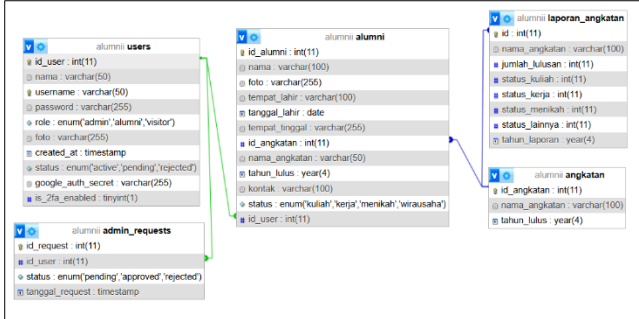 alumnii users
id_user : int(11)
nama : varchar(50)
username : varchar(50)
password : varchar(255)
role : enum('admin','alumni','visitor')
foto : varchar(255)
created_at : timestamp
status : enum('active','pending','rejected')
google_auth_secret : varchar(255)
is_2fa_enabled : tinyint(1)
alumnii admin_requests
id_request : int(11)
id_user : int(11)
status : enum('pending','approved','rejected')
tanggal_request : timestamp
alumnii alumni
id_alumni : int(11)
nama : varchar(100)
foto : varchar(255)
tempat_lahir : varchar(100)
tanggal_lahir : date
tempat_tinggal : varchar(255)
id_angkatan : int(11)
nama_angkatan : varchar(50)
tahun_lulus : year(4)
kontak : varchar(100)
status : enum('kuliah','kerja','menikah','wirausaha')
id_user : int(11)
alumnii laporan_angkatan
id : int(11)
nama_angkatan : varchar(100)
jumlah_lulusan : int(11)
status_kuliah : int(11)
status_kerja : int(11)
status_menikah : int(11)
status_lainnya : int(11)
tahun_laporan : year(4)
alumnii angkatan
id_angkatan : int(11)
nama_angkatan : varchar(100)
tahun_lulus : year(4)